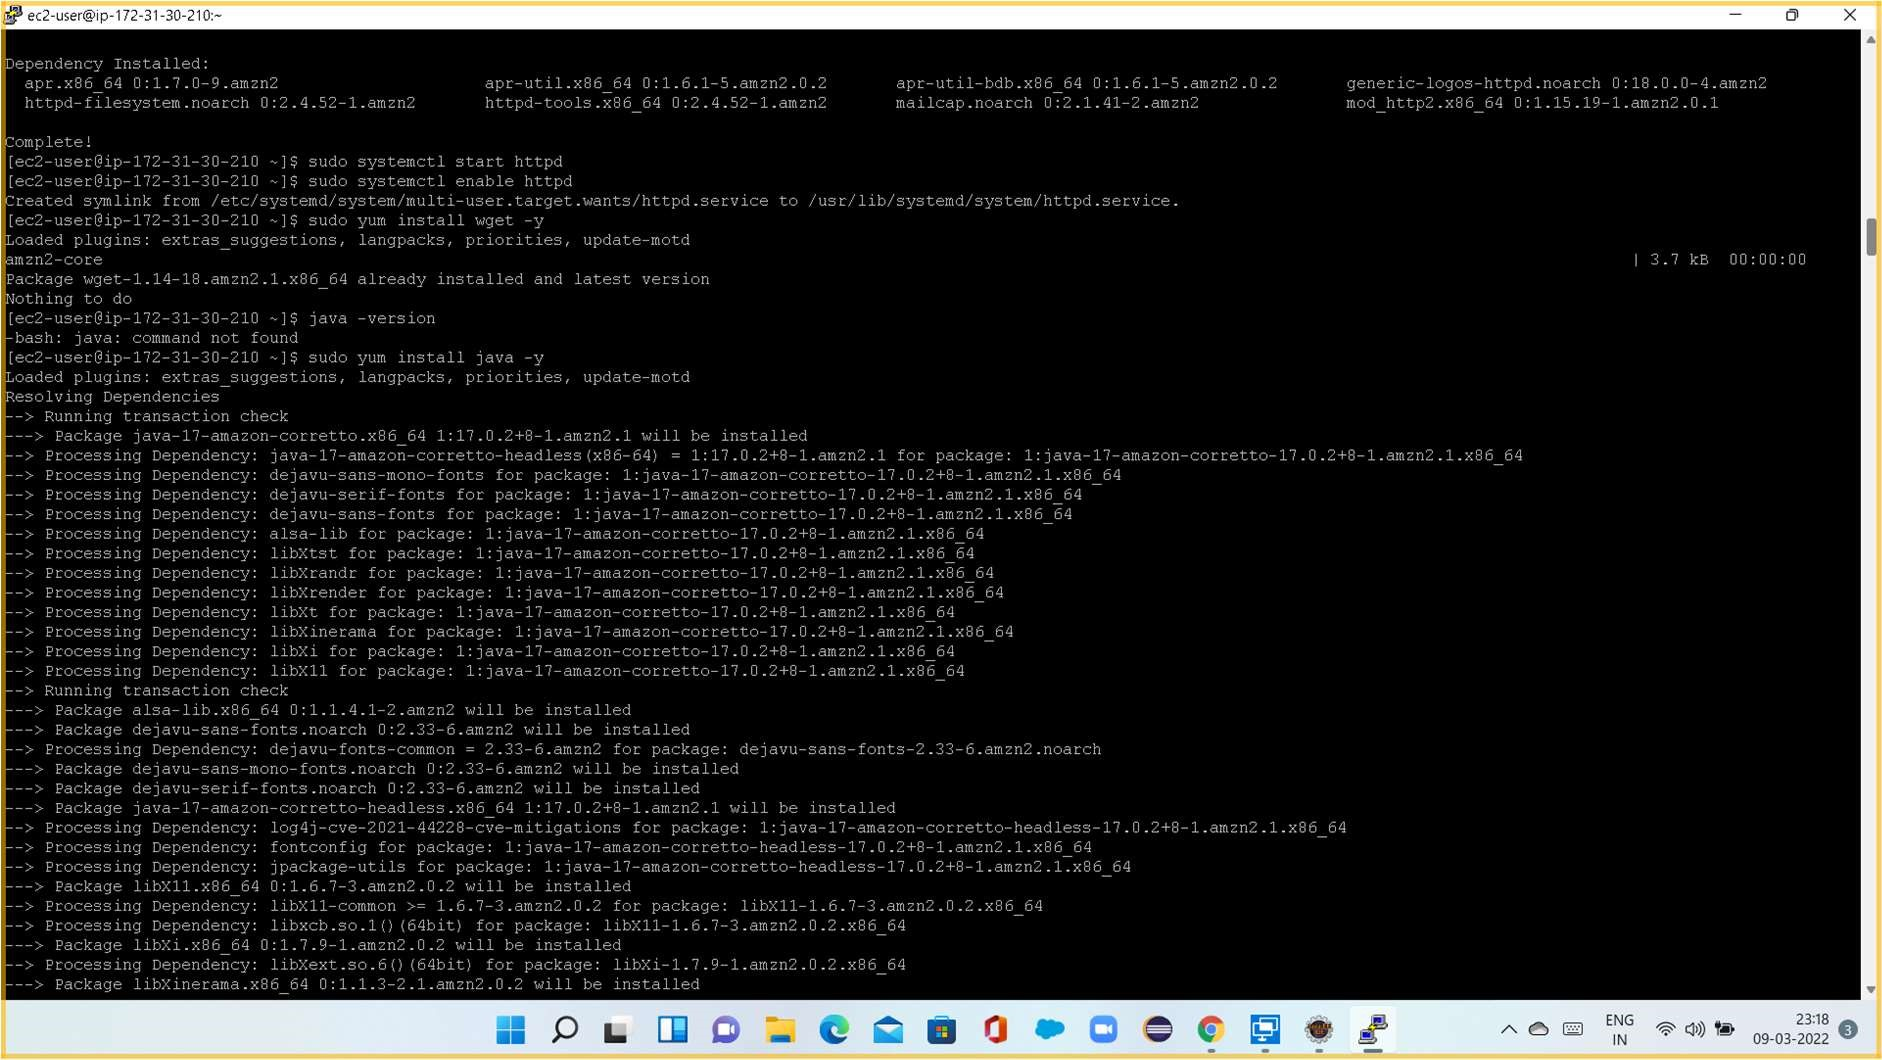 ec2-user@ip-172-31-30-210:~
Dependency Installed:
apr.x86_64 0:1.7.0-9.amzn2 apr-util.x86_64 0:1.6.1-5.amzn2.0.2 apr-util-bdb.x86_64 0:1.6.1-5.amzn2.0.2 generic-logos-httpd.noarch 0:18.0.0-4.amzn2
httpd-filesystem.noarch 0:2.4.52-1.amzn2 httpd-tools.x86_64 0:2.4.52-1.amzn2 mailcap.noarch 0:2.1.41-2.amzn2 mod_http2.x86_64 0:1.15.19-1.amzn2.0.1
Complete!
[ec2-user@ip-172-31-30-210 ~]$ sudo systemctl start httpd
[ec2-user@ip-172-31-30-210 ~]$ sudo systemctl enable httpd
Created symlink from /etc/systemd/system/multi-user.target.wants/httpd.service to /usr/lib/systemd/system/httpd.service.
[ec2-user@ip-172-31-30-210 ~]$ sudo yum install wget -y
Loaded plugins: extras_suggestions, langpacks, priorities, update-motd
amzn2-core | 3.7 kB 00:00:00
Package wget-1.14-18.amzn2.1.x86_64 already installed and latest version
Nothing to do
[ec2-user@ip-172-31-30-210 ~]$ java -version
-bash: java: command not found
[ec2-user@ip-172-31-30-210 ~]$ sudo yum install java -y
Loaded plugins: extras_suggestions, langpacks, priorities, update-motd
Resolving Dependencies
--> Running transaction check
---> Package java-17-amazon-corretto.x86_64 1:17.0.2+8-1.amzn2.1 will be installed
--> Processing Dependency: java-17-amazon-corretto-headless(x86-64) = 1:17.0.2+8-1.amzn2.1 for package: 1:java-17-amazon-corretto-17.0.2+8-1.amzn2.1.x86_64
--> Processing Dependency: dejavu-sans-mono-fonts for package: 1:java-17-amazon-corretto-17.0.2+8-1.amzn2.1.x86_64
--> Processing Dependency: dejavu-serif-fonts for package: 1:java-17-amazon-corretto-17.0.2+8-1.amzn2.1.x86_64
--> Processing Dependency: dejavu-sans-fonts for package: 1:java-17-amazon-corretto-17.0.2+8-1.amzn2.1.x86_64
--> Processing Dependency: alsa-lib for package: 1:java-17-amazon-corretto-17.0.2+8-1.amzn2.1.x86_64
--> Processing Dependency: libXtst for package: 1:java-17-amazon-corretto-17.0.2+8-1.amzn2.1.x86_64
--> Processing Dependency: libXrandr for package: 1:java-17-amazon-corretto-17.0.2+8-1.amzn2.1.x86_64
--> Processing Dependency: libXrender for package: 1:java-17-amazon-corretto-17.0.2+8-1.amzn2.1.x86_64
--> Processing Dependency: libXt for package: 1:java-17-amazon-corretto-17.0.2+8-1.amzn2.1.x86_64
--> Processing Dependency: libXinerama for package: 1:java-17-amazon-corretto-17.0.2+8-1.amzn2.1.x86_64
--> Processing Dependency: libXi for package: 1:java-17-amazon-corretto-17.0.2+8-1.amzn2.1.x86_64
--> Processing Dependency: libX11 for package: 1:java-17-amazon-corretto-17.0.2+8-1.amzn2.1.x86_64
--> Running transaction check
---> Package alsa-lib.x86_64 0:1.1.4.1-2.amzn2 will be installed
---> Package dejavu-sans-fonts.noarch 0:2.33-6.amzn2 will be installed
--> Processing Dependency: dejavu-fonts-common = 2.33-6.amzn2 for package: dejavu-sans-fonts-2.33-6.amzn2.noarch
---> Package dejavu-sans-mono-fonts.noarch 0:2.33-6.amzn2 will be installed
---> Package dejavu-serif-fonts.noarch 0:2.33-6.amzn2 will be installed
---> Package java-17-amazon-corretto-headless.x86_64 1:17.0.2+8-1.amzn2.1 will be installed
--> Processing Dependency: log4j-cve-2021-44228-cve-mitigations for package: 1:java-17-amazon-corretto-headless-17.0.2+8-1.amzn2.1.x86_64
--> Processing Dependency: fontconfig for package: 1:java-17-amazon-corretto-headless-17.0.2+8-1.amzn2.1.x86_64
--> Processing Dependency: jpackage-utils for package: 1:java-17-amazon-corretto-headless-17.0.2+8-1.amzn2.1.x86_64
---> Package libX11.x86_64 0:1.6.7-3.amzn2.0.2 will be installed
--> Processing Dependency: libX11-common >= 1.6.7-3.amzn2.0.2 for package: libX11-1.6.7-3.amzn2.0.2.x86_64
--> Processing Dependency: libxcb.so.1()(64bit) for package: libX11-1.6.7-3.amzn2.0.2.x86_64
---> Package libXi.x86_64 0:1.7.9-1.amzn2.0.2 will be installed
--> Processing Dependency: libXext.so.6()(64bit) for package: libXi-1.7.9-1.amzn2.0.2.x86_64
---> Package libXinerama.x86_64 0:1.1.3-2.1.amzn2.0.2 will be installed
ENG 23:18
IN 09-03-2022 3